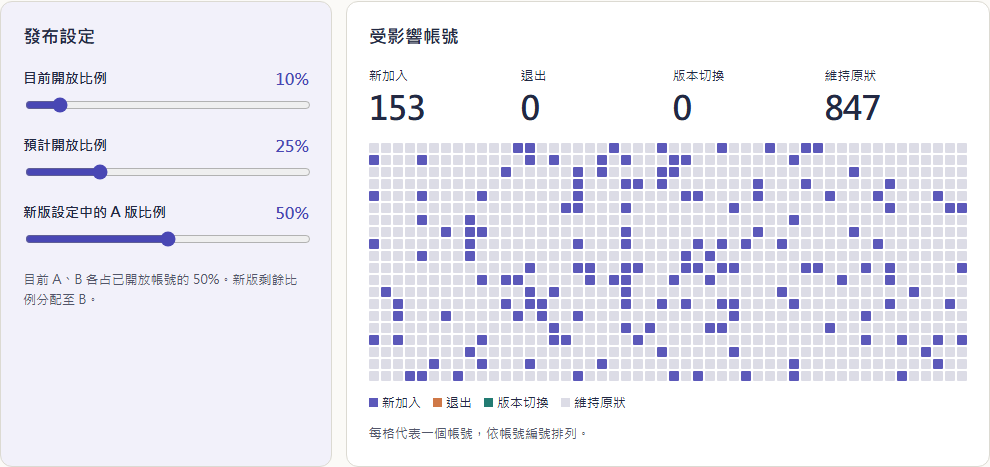 發布設定
目前開放比例 10%
預計開放比例 25%
新版設定中的 A 版比例 50%
目前 A、B 各占已開放帳號的 50%。新版剩餘比
例分配至 B。
受影響帳號
新加入 退出 版本切換 維持原狀
153 0 0 847
新加入 退出 版本切換 維持原狀
每格代表一個帳號，依帳號編號排列。